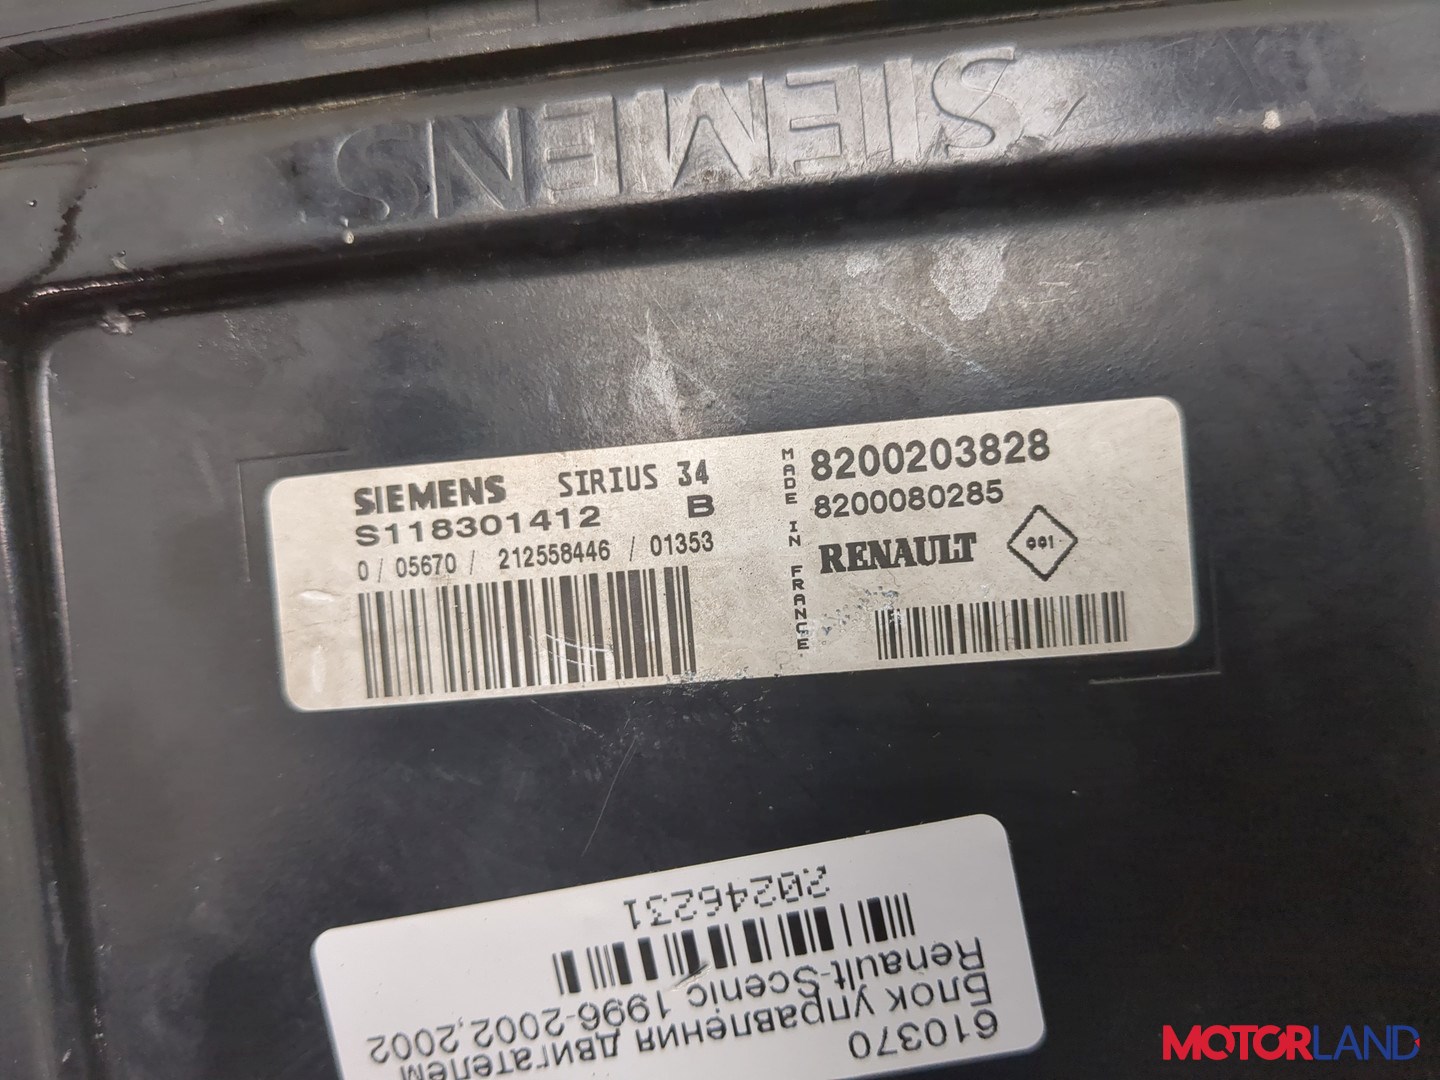 SIEMENS
SIEMENS SIRIUS 34
S118301412 B
0 / 05670 / 212558446 / 01353
MADE IN FRANCE
8200203828
8200080285
RENAULT 001
610370
Блок управления двигателем
Renault-Scenic 1996-2002,2002
20246231
MOTORLAND